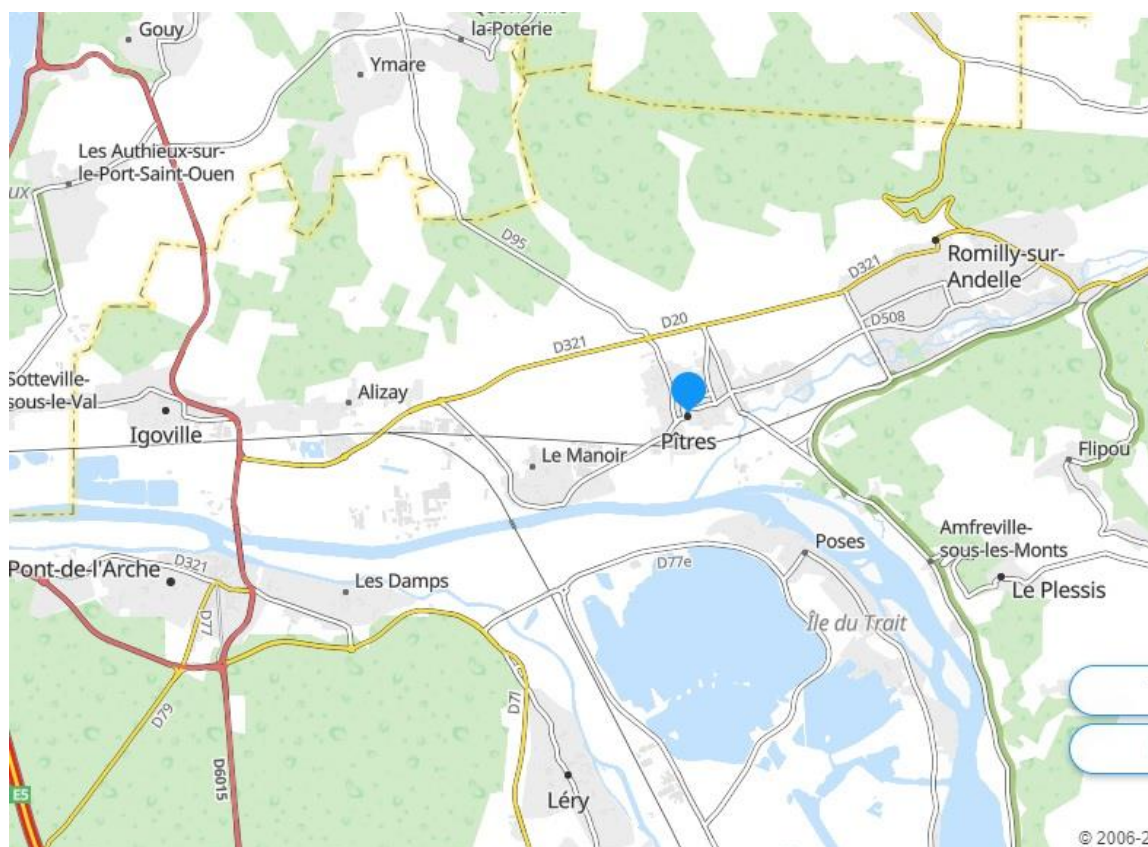 Gouy
la-Poterie
Ymare
Les Authieux-sur-
le-Port-Saint-Ouen
D95
Romilly-sur-
Andelle
D321
D20
D508
D321
Sotteville-
sous-le-Val
Alizay
Igoville
Pîtres
Le Manoir
Flipou
Amfreville-
sous-les-Monts
Poses
D321
D77e
Pont-de-l'Arche
Les Damps
Le Plessis
D77
Île du Trait
D79
D71
D6015
E5
Léry
© 2006-2